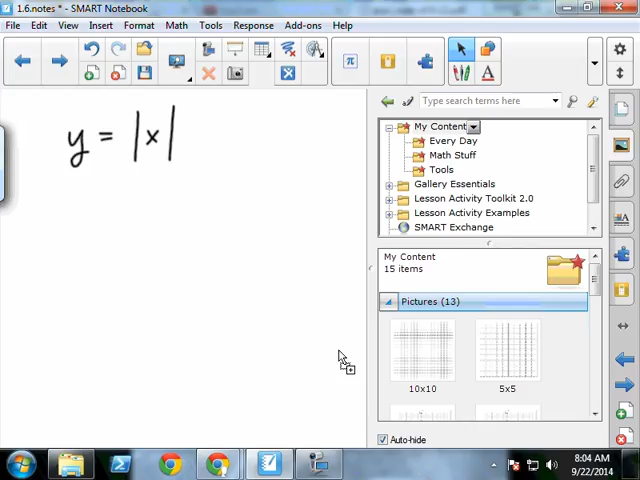 1.6.notes * - SMART Notebook
File Edit View Insert Format Math Tools Response Add-ons Help
y = |x|
Type search terms here
My Content
Every Day
Math Stuff
Tools
Gallery Essentials
Lesson Activity Toolkit 2.0
Lesson Activity Examples
SMART Exchange
My Content
15 items
Pictures (13)
10x10 5x5
Auto-hide
8:04 AM
9/22/2014